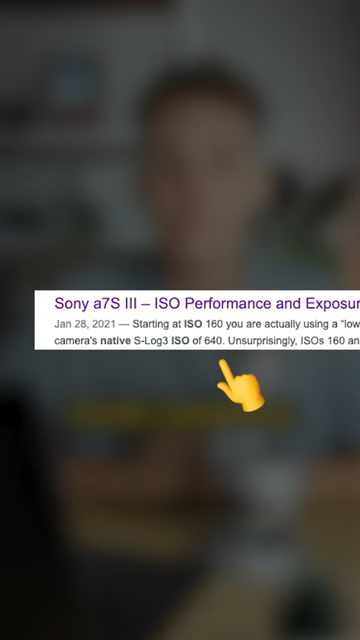 Sony a7S III – ISO Performance and Exposur
Jan 28, 2021 — Starting at ISO 160 you are actually using a "low
camera's native S-Log3 ISO of 640. Unsurprisingly, ISOs 160 an